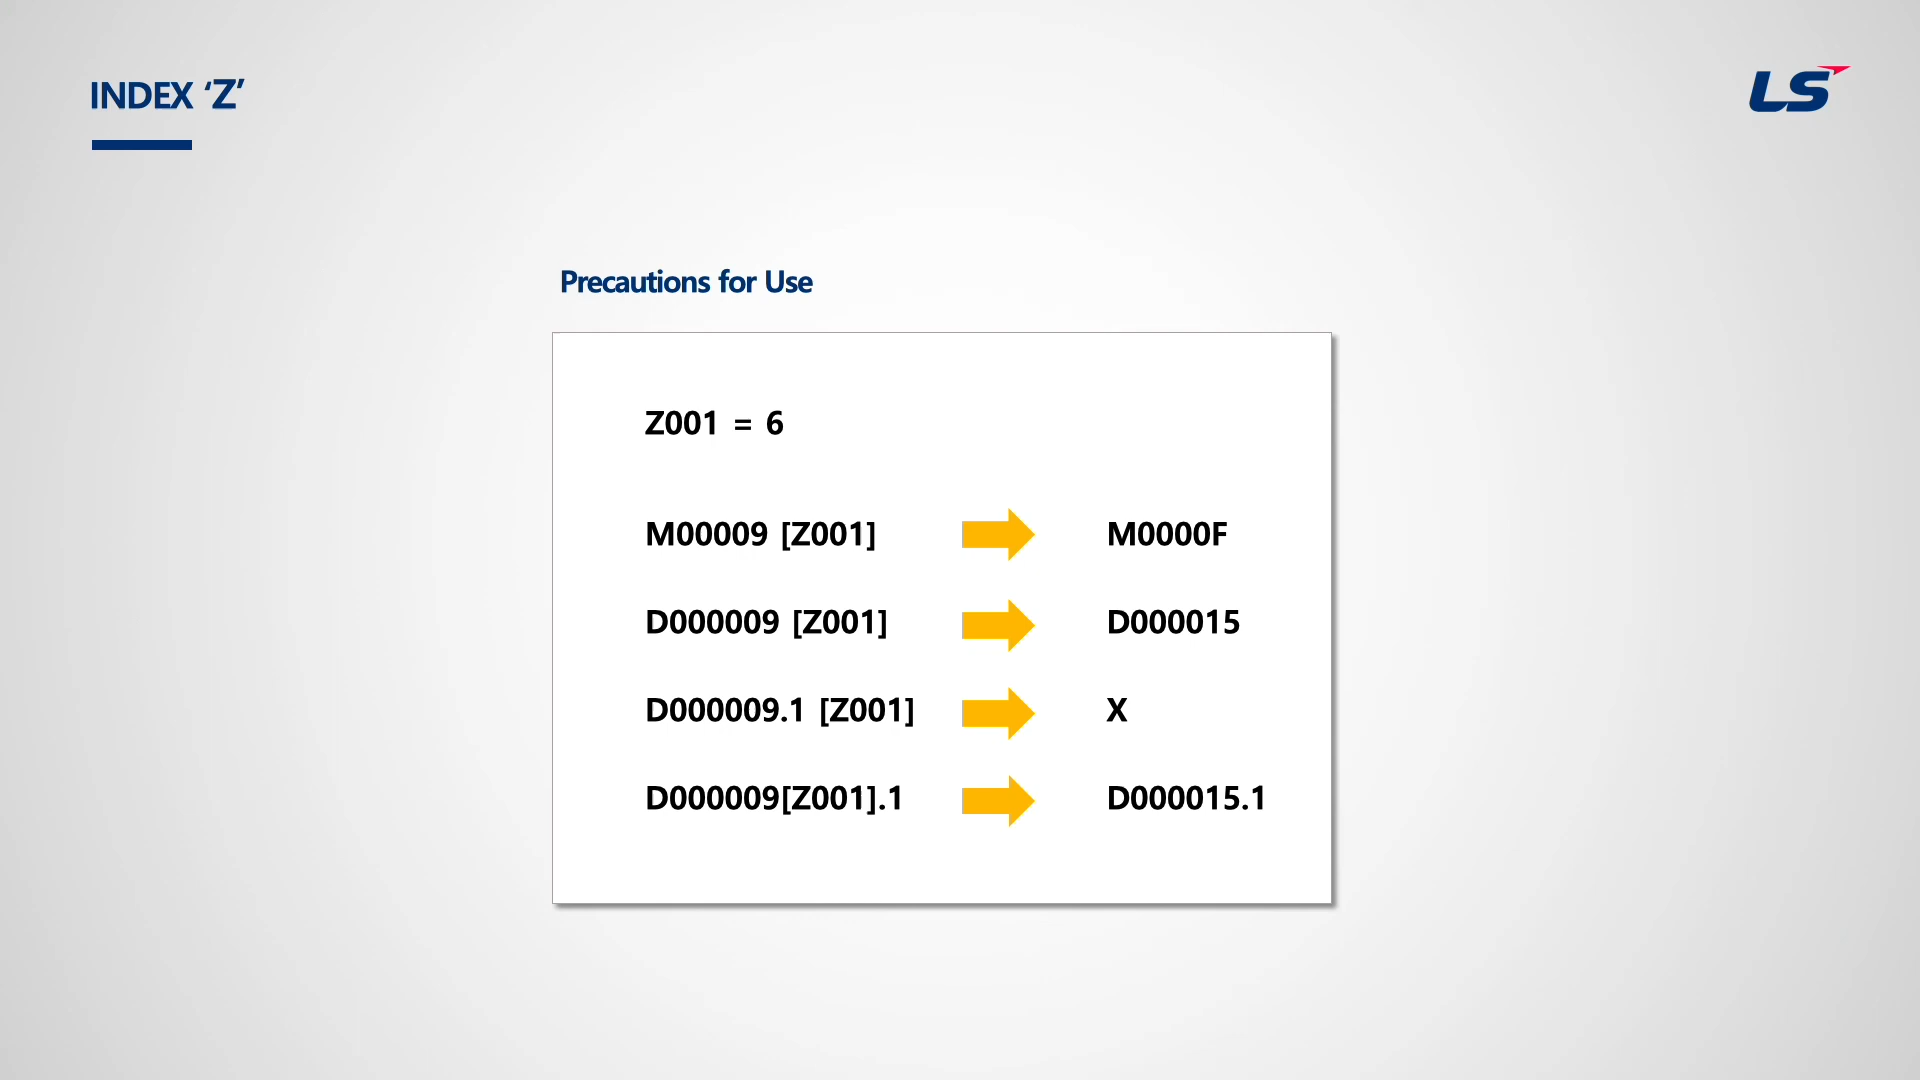 INDEX ‘Z’
LS
Precautions for Use
Z001 = 6
M00009 [Z001] M0000F
D000009 [Z001] D000015
D000009.1 [Z001] X
D000009[Z001].1 D000015.1